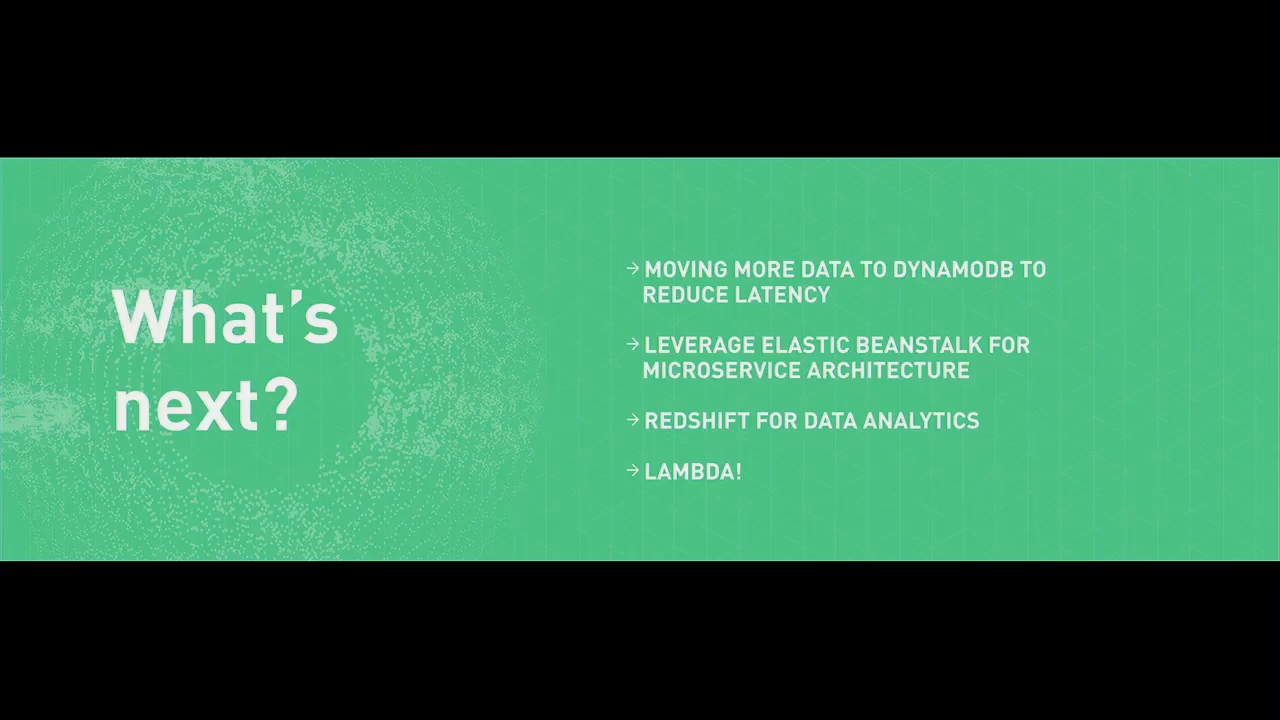 What's
next?
→ MOVING MORE DATA TO DYNAMODB TO
REDUCE LATENCY
→ LEVERAGE ELASTIC BEANSTALK FOR
MICROSERVICE ARCHITECTURE
→ REDSHIFT FOR DATA ANALYTICS
→ LAMBDA!